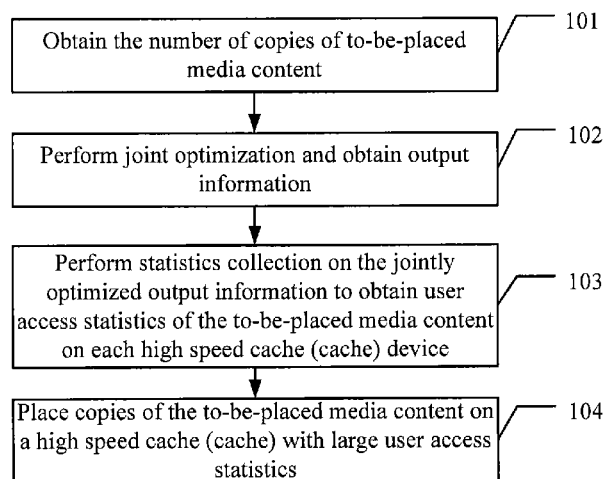 101
Obtain the number of copies of to-be-placed
media content
102
Perform joint optimization and obtain output
information
Perform statistics collection on the jointly
optimized output information to obtain user
access statistics of the to-be-placed media content
on each high speed cache (cache) device
103
Place copies of the to-be-placed media content on
a high speed cache (cache) with large user access
statistics
104